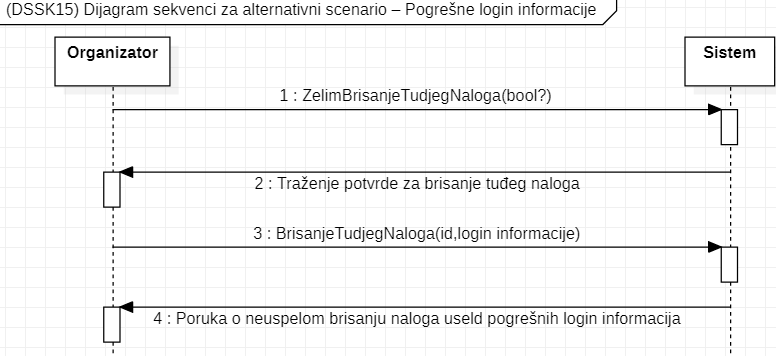 (DSSK15) Dijagram sekvenci za alternativni scenario – Pogrešne login informacije
Organizator
Sistem
1 : ZelimBrisanjeTudjegNaloga(bool?)
2 : Traženje potvrde za brisanje tuđeg naloga
3 : BrisanjeTudjegNaloga(id,login informacije)
4 : Poruka o neuspelom brisanju naloga useld pogrešnih login informacija